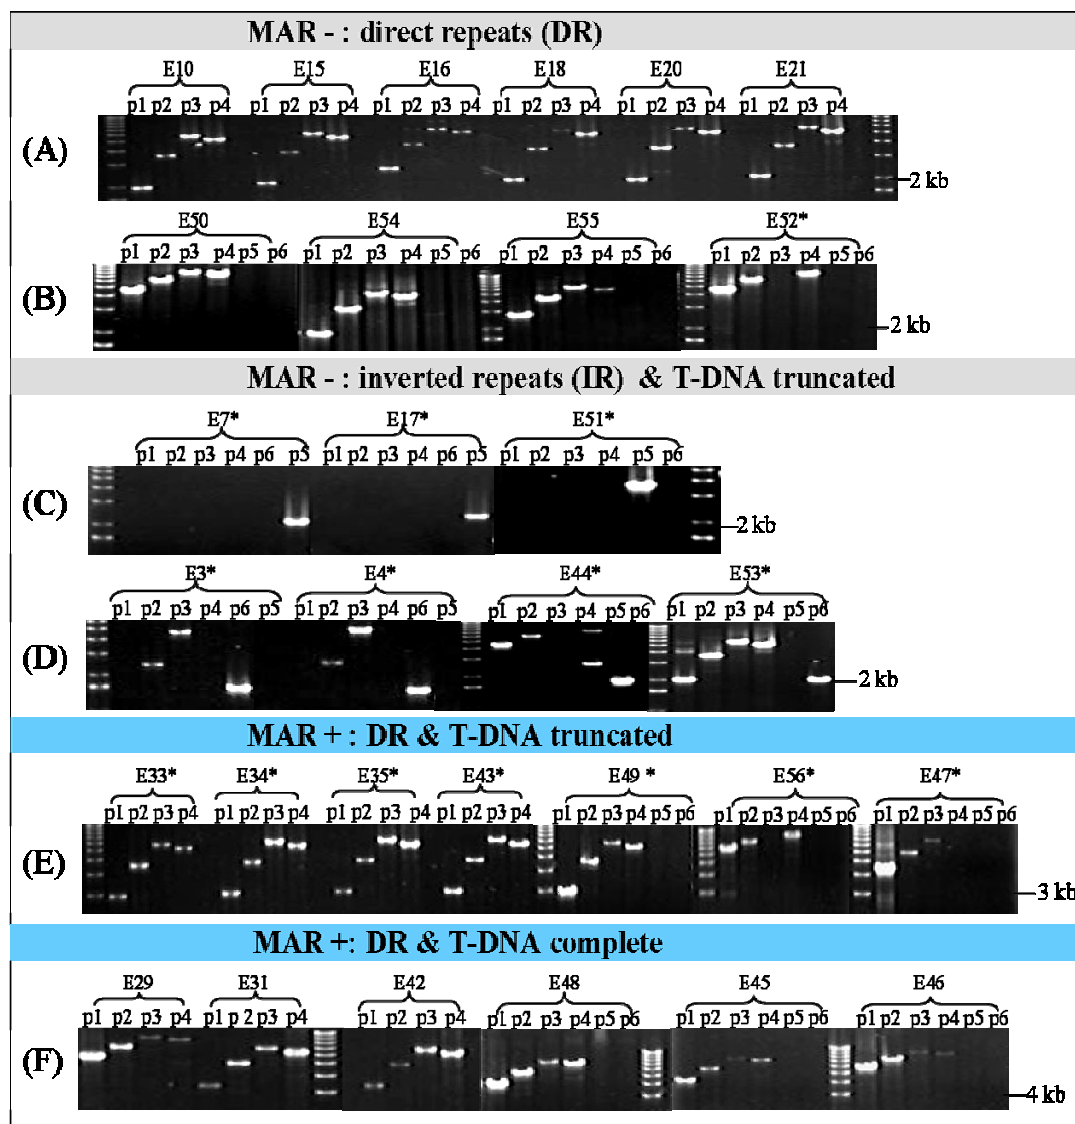 MAR - : direct repeats (DR)
E10 E15 E16 E18 E20 E21
p1 p2 p3 p4 p1 p2 p3 p4 p1 p2 p3 p4 p1 p2 p3 p4 p1 p2 p3 p4 p1 p2 p3 p4
(A)
2 kb
E50 E54 E55 E52*
p1 p2 p3 p4 p5 p6 p1 p2 p3 p4 p5 p6 p1 p2 p3 p4 p5 p6 p1 p2 p3 p4 p5 p6
(B)
2 kb
MAR - : inverted repeats (IR) & T-DNA truncated
E7* E17* E51*
p1 p2 p3 p4 p6 p5 p1 p2 p3 p4 p6 p5 p1 p2 p3 p4 p5 p6
(C)
2 kb
E3* E4* E44* E53*
p1 p2 p3 p4 p6 p5 p1 p2 p3 p4 p6 p5 p1 p2 p3 p4 p5 p6 p1 p2 p3 p4 p5 p6
(D)
2 kb
MAR + : DR & T-DNA truncated
E33* E34* E35* E43* E49 * E56* E47*
p1 p2 p3 p4 p1 p2 p3 p4 p1 p2 p3 p4 p1 p2 p3 p4 p1 p2 p3 p4 p5 p6 p1 p2 p3 p4 p5 p6 p1 p2 p3 p4 p5 p6
(E)
3 kb
MAR +: DR & T-DNA complete
E29 E31 E42 E48 E45 E46
p1 p2 p3 p4 p1 p 2 p3 p4 p1 p2 p3 p4 p1 p2 p3 p4 p5 p6 p1 p2 p3 p4 p5 p6 p1 p2 p3 p4 p5 p6
(F)
4 kb